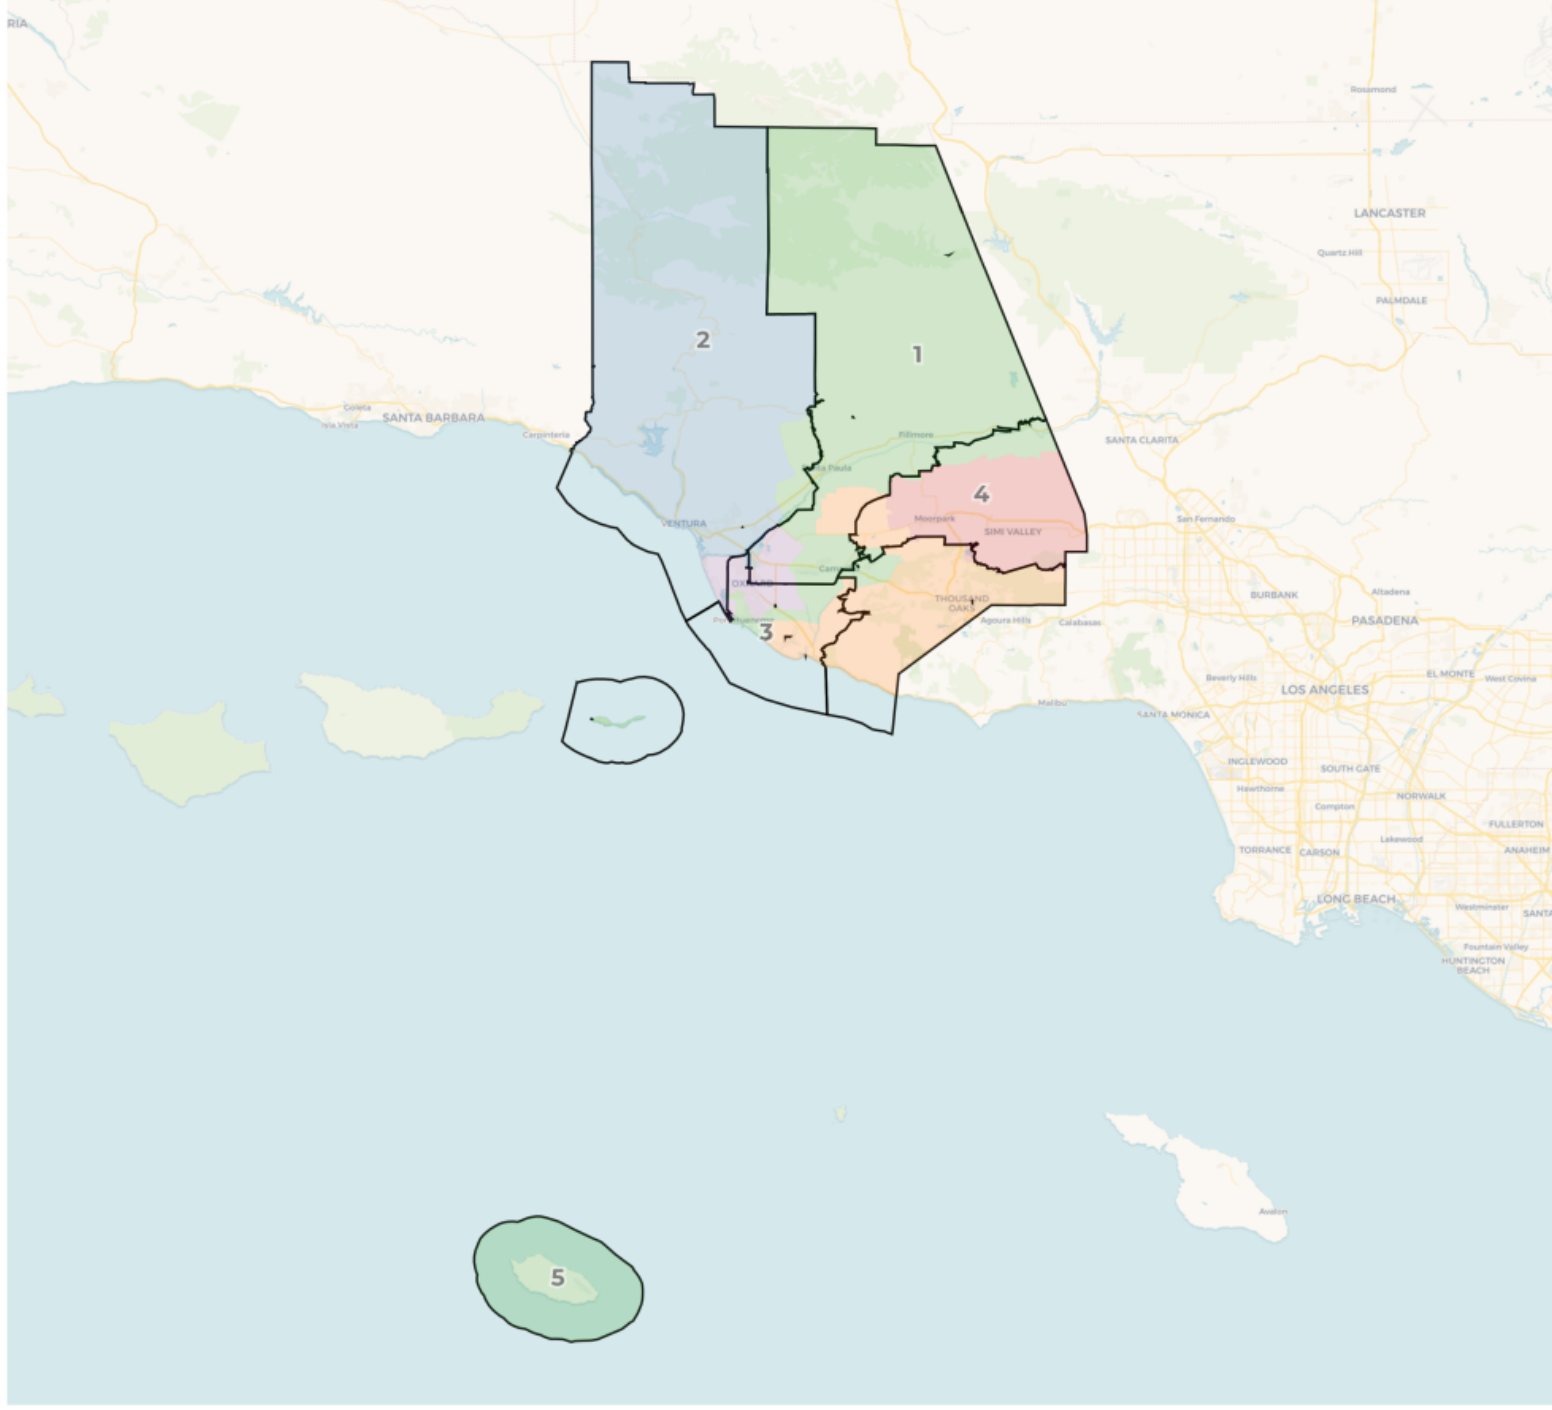 RIA
Rosamond
LANCASTER
Quartz Hill
PALMDALE
2
1
Goleta
SANTA BARBARA
Isla Vista
Carpinteria
Fillmore
SANTA CLARITA
Paula
4
VENTURA
Moorpark
SIMI VALLEY
San Fernando
OXNARD
THOUSAND
OAKS
BURBANK
Altadena
Port Hueneme
3
Agoura Hills
Calabasas
PASADENA
Beverly Hills
EL MONTE
West Covina
LOS ANGELES
Malibu
SANTA MONICA
INGLEWOOD
SOUTH GATE
Hawthorne
NORWALK
Compton
FULLERTON
Lakewood
TORRANCE
CARSON
ANAHEIM
LONG BEACH
Westminster
SANTA
Fountain Valley
HUNTINGTON
BEACH
Avalon
5